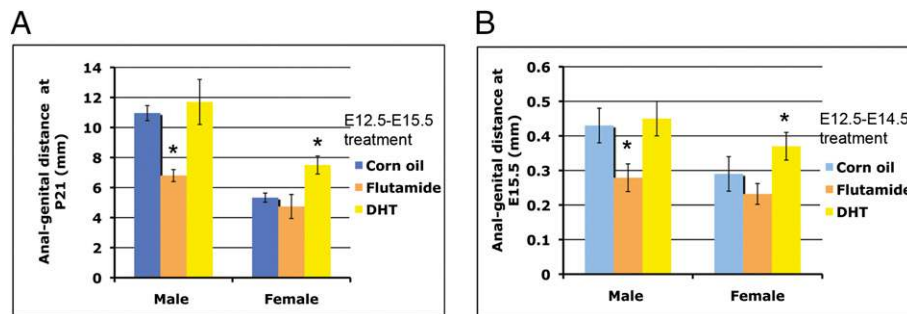 A
Anal-genital distance at
P21 (mm)
14
12
10
8
6
4
2
0
*
*
Male
Female
E12.5-E15.5
treatment
Corn oil
Flutamide
DHT
B
Anal-genital distance at
E15.5 (mm)
0.6
0.5
0.4
0.3
0.2
0.1
0
*
*
Male
Female
E12.5-E14.5
treatment
Corn oil
Flutamide
DHT